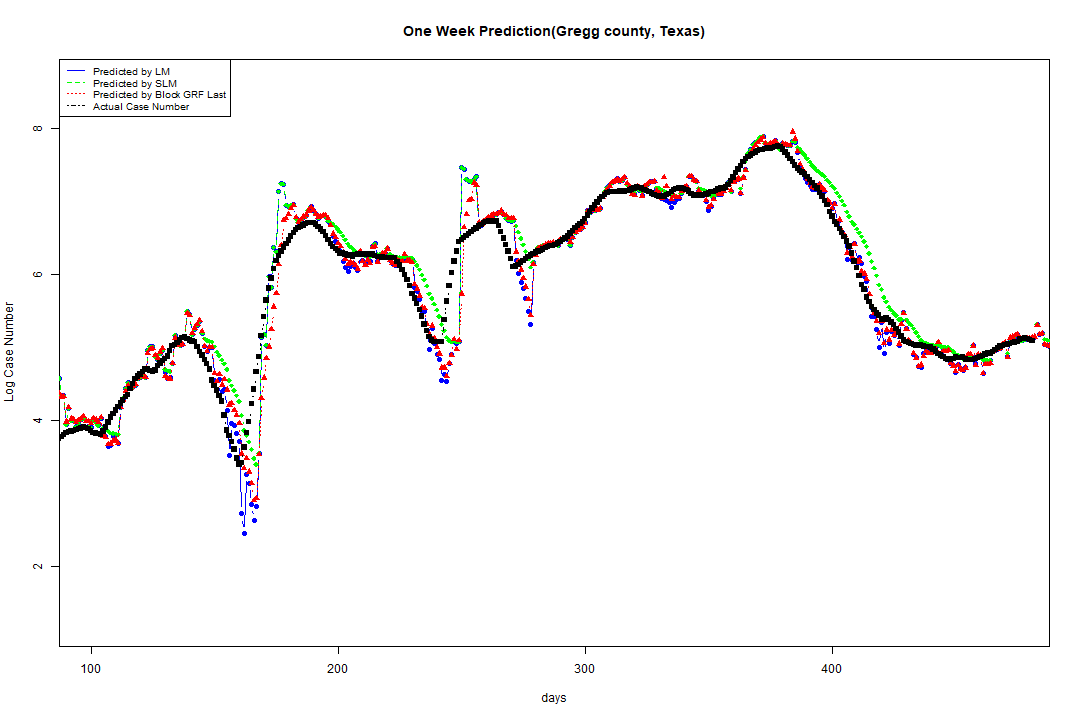 One Week Prediction(Gregg county, Texas)
Predicted by LM
Predicted by SLM
Predicted by Block GRF Last
Actual Case Number
8
6
4
2
Log Case Number
100 200 300 400
days